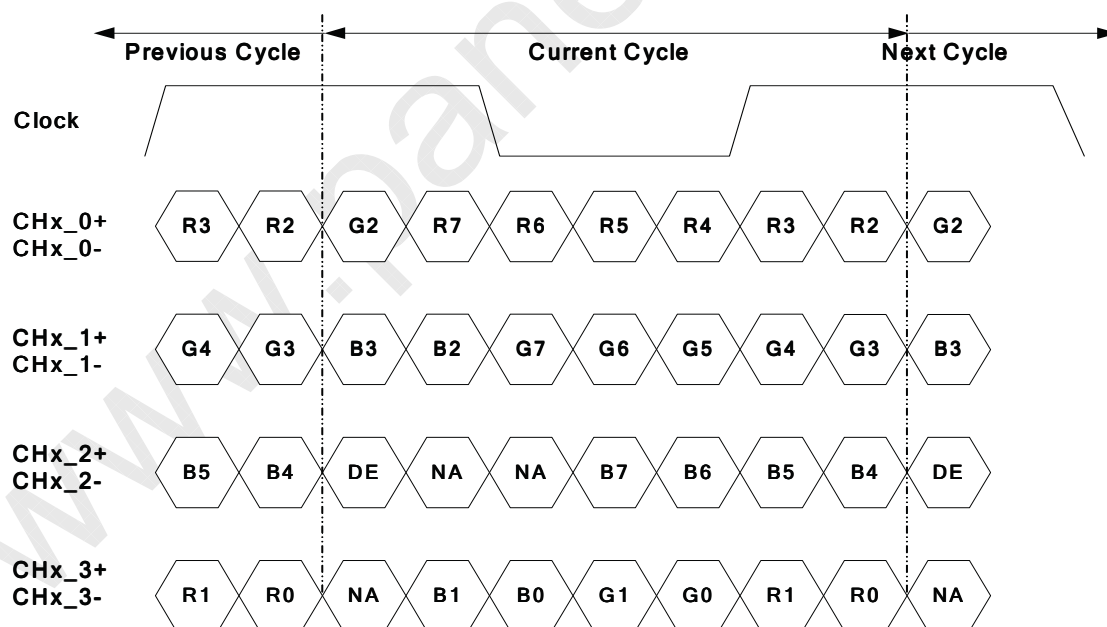 Previous Cycle Current Cycle Next Cycle
Clock
CHx_0+
CHx_0-
R3 R2 G2 R7 R6 R5 R4 R3 R2 G2
CHx_1+
CHx_1-
G4 G3 B3 B2 G7 G6 G5 G4 G3 B3
CHx_2+
CHx_2-
B5 B4 DE NA NA B7 B6 B5 B4 DE
CHx_3+
CHx_3-
R1 R0 NA B1 B0 G1 G0 R1 R0 NA
www.pane